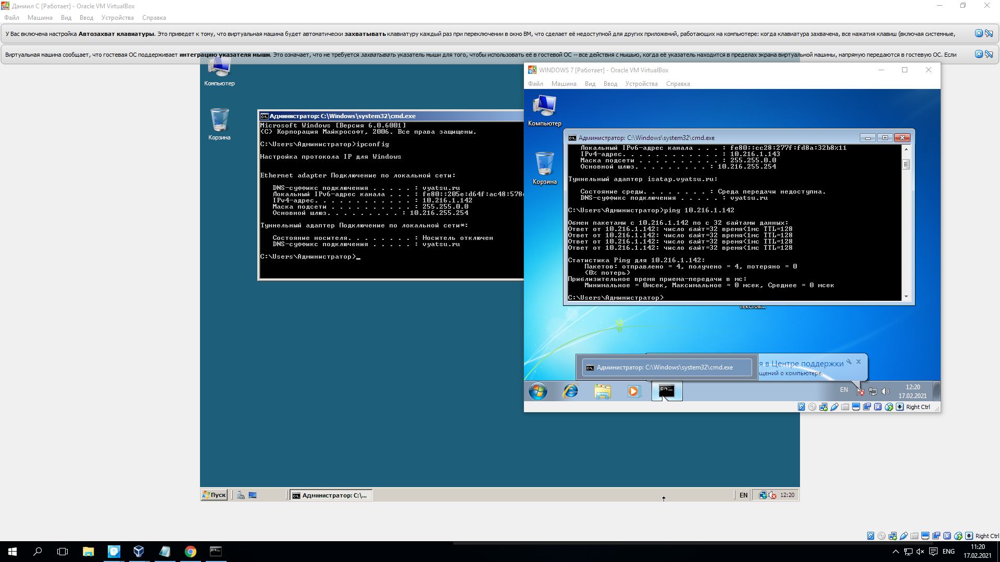 Даниил С [Работает] - Oracle VM VirtualBox
Файл Машина Вид Ввод Устройства Справка
У Вас включена настройка Автозахват клавиатуры. Это приведет к тому, что виртуальная машина будет автоматически захватывать клавиатуру каждый раз при переключении в окно ВМ, что сделает её недоступной для других приложений, работающих на компьютере: когда клавиатура захвачена, все нажатия клавиш (включая системные,
Виртуальная машина сообщает, что гостевая ОС поддерживает интеграцию указателя мыши. Это означает, что не требуется захватывать указатель мыши для того, чтобы использовать её в гостевой ОС -- все действия с мышью, когда её указатель находится в пределах экрана виртуальной машины, напрямую передаются в гостевую ОС. Если
Компьютер
Корзина
Администратор: C:\Windows\system32\cmd.exe
Microsoft Windows [Версия 6.0.6001]
(C) Корпорация Майкрософт, 2006. Все права защищены.
C:\Users\Администратор>ipconfig
Настройка протокола IP для Windows
Ethernet adapter Подключение по локальной сети:
DNS-суффикс подключения . . . . . : vyatsu.ru
Локальный IPv6-адрес канала . . . : fe80::205e:d64f:ac48:578
IPv4-адрес. . . . . . . . . . . . : 10.216.1.142
Маска подсети . . . . . . . . . . : 255.255.0.0
Основной шлюз. . . . . . . . . : 10.216.255.254
Туннельный адаптер Подключение по локальной сети*:
Состояние носителя. . . . . . . . : Носитель отключен
DNS-суффикс подключения . . . . . : vyatsu.ru
C:\Users\Администратор>_
WINDOWS 7 [Работает] - Oracle VM VirtualBox
Файл Машина Вид Ввод Устройства Справка
Компьютер
Корзина
Администратор: C:\Windows\system32\cmd.exe
Локальный IPv6-адрес канала . . . : fe80::cc28:277f:fd8a:32b8%11
IPv4-адрес. . . . . . . . . . . . : 10.216.1.143
Маска подсети . . . . . . . . . . : 255.255.0.0
Основной шлюз. . . . . . . . . : 10.216.255.254
Туннельный адаптер isatap.vyatsu.ru:
Состояние среды. . . . . . . . : Среда передачи недоступна.
DNS-суффикс подключения . . . . . : vyatsu.ru
C:\Users\Администратор>ping 10.216.1.142
Обмен пакетами с 10.216.1.142 по с 32 байтами данных:
Ответ от 10.216.1.142: число байт=32 время<1мс TTL=128
Ответ от 10.216.1.142: число байт=32 время<1мс TTL=128
Ответ от 10.216.1.142: число байт=32 время<1мс TTL=128
Ответ от 10.216.1.142: число байт=32 время<1мс TTL=128
Статистика Ping для 10.216.1.142:
Пакетов: отправлено = 4, получено = 4, потеряно = 0
(0% потерь)
Приблизительное время приема-передачи в мс:
Минимальное = 0мсек, Максимальное = 0 мсек, Среднее = 0 мсек
C:\Users\Администратор>
Администратор: C:\Windows\system32\cmd.exe
я в Центре поддержки
щений о компьютере.
EN
12:20
17.02.2021
Right Ctrl
Пуск
Администратор: C:\...
EN
12:20
Right Ctrl
ENG
11:20
17.02.2021